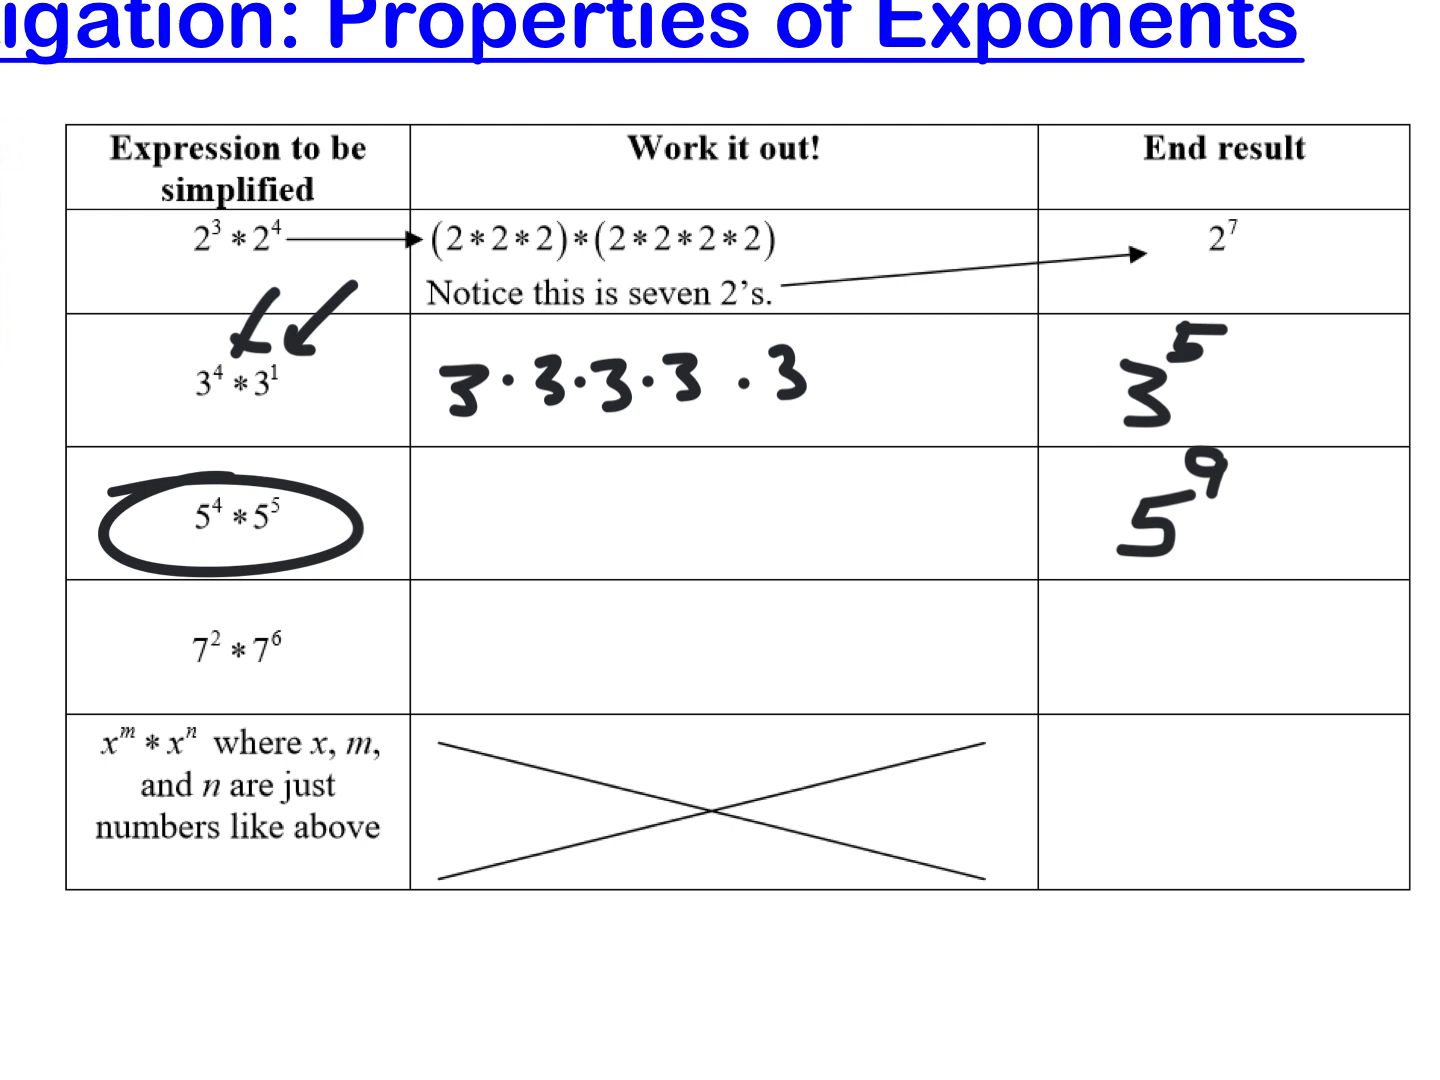 igation: Properties of Exponents
Expression to be simplified
Work it out!
End result
2³ * 2⁴
(2*2*2)*(2*2*2*2)
Notice this is seven 2's.
2⁷
3⁴ * 3¹
3·3·3·3 ·3
3⁵
5⁴ * 5⁵
5⁹
7² * 7⁶
xᵐ * xⁿ where x, m,
and n are just
numbers like above